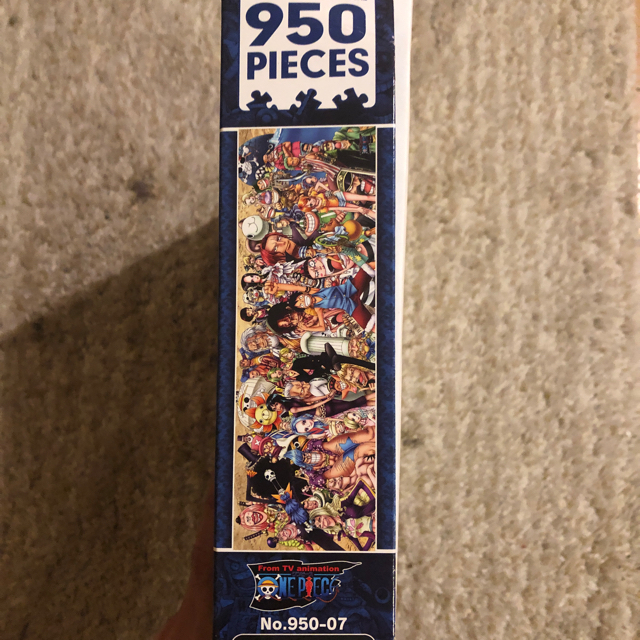 950
PIECES
From TV animation
ONE PIECE
No.950-07